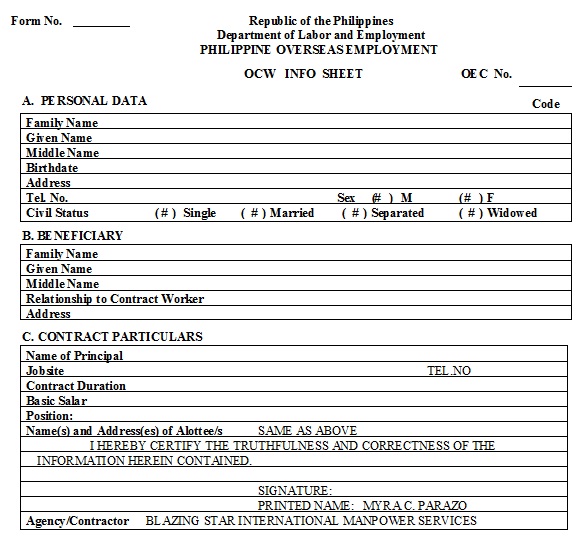 Form No. __________ Republic of the Philippines
Department of Labor and Employment
PHILIPPINE OVERSEAS EMPLOYMENT
OCW INFO SHEET OEC No. __________
A. PERSONAL DATA Code
Family Name
Given Name
Middle Name
Birthdate
Address
Tel. No. Sex (# ) M (# ) F
Civil Status (# ) Single (# ) Married (# ) Separated (# ) Widowed
B. BENEFICIARY
Family Name
Given Name
Middle Name
Relationship to Contract Worker
Address
C. CONTRACT PARTICULARS
Name of Principal
Jobsite TEL.NO
Contract Duration
Basic Salar
Position:
Name(s) and Address(es) of Alottee/s SAME AS ABOVE
I HEREBY CERTIFY THE TRUTHFULNESS AND CORRECTNESS OF THE
INFORMATION HEREIN CONTAINED.
SIGNATURE:
PRINTED NAME: MYRA C. PARAZO
Agency/Contractor BLAZING STAR INTERNATIONAL MANPOWER SERVICES